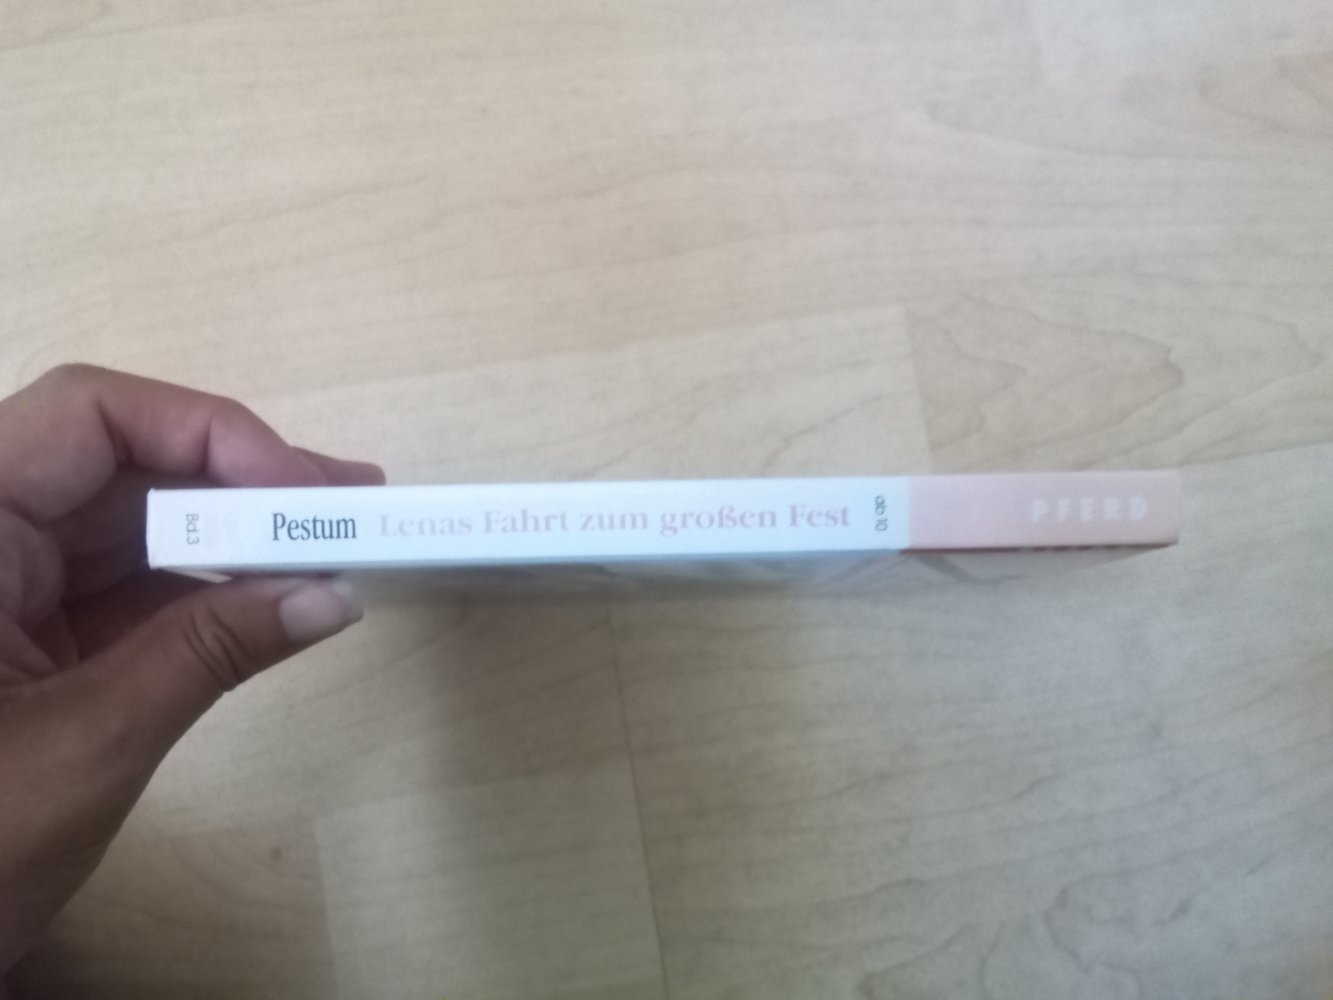 Bd.3
Pestum Lenas Fahrt zum großen Fest
ab 10
PFERD